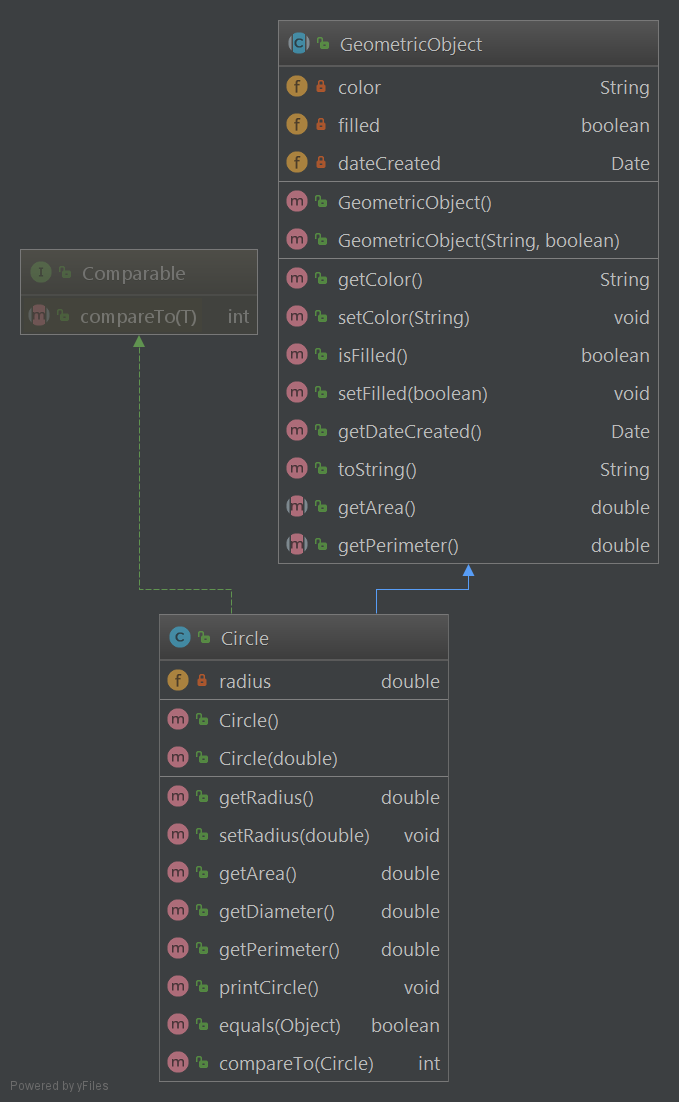 GeometricObject
color String
filled boolean
dateCreated Date
GeometricObject()
GeometricObject(String, boolean)
getColor() String
setColor(String) void
isFilled() boolean
setFilled(boolean) void
getDateCreated() Date
toString() String
getArea() double
getPerimeter() double
Comparable
compareTo(T) int
Circle
radius double
Circle()
Circle(double)
getRadius() double
setRadius(double) void
getArea() double
getDiameter() double
getPerimeter() double
printCircle() void
equals(Object) boolean
compareTo(Circle) int
Powered by yFiles